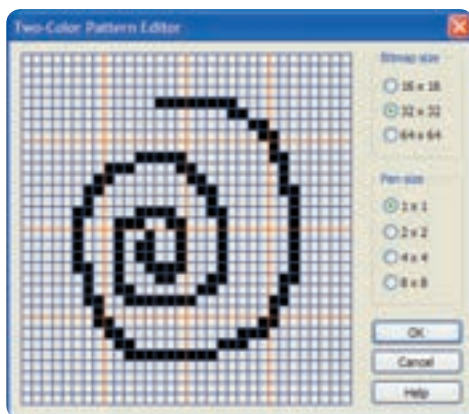 Two-Color Pattern Editor
Bitmap size
16 x 16
32 x 32
64 x 64
Pen size
1 x 1
2 x 2
4 x 4
8 x 8
OK
Cancel
Help